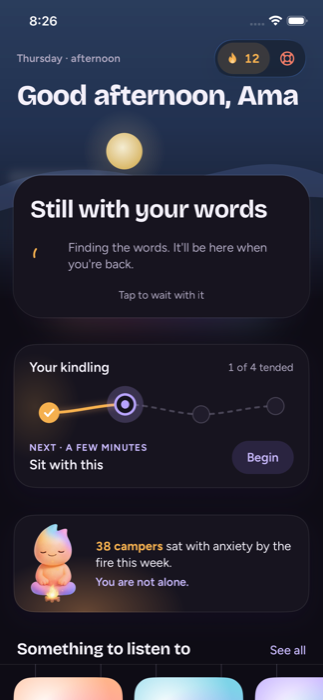 8:26
Thursday · afternoon
12
Good afternoon, Ama
Still with your words
Finding the words. It'll be here when
you're back.
Tap to wait with it
Your kindling
1 of 4 tended
NEXT · A FEW MINUTES
Sit with this
Begin
38 campers sat with anxiety by the
fire this week.
You are not alone.
Something to listen to
See all